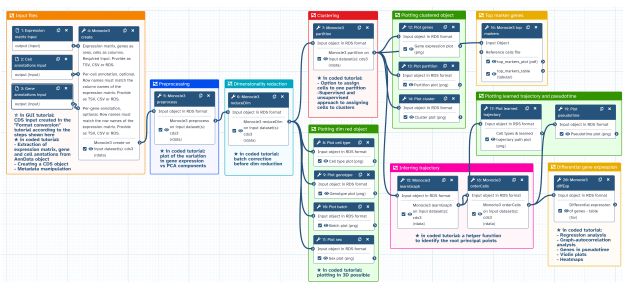 Input files
1: Expression matrix input
output (input)
2: Cell annotations input
output (input)
3: Gene annotations input
output (input)
★ in GUI tutorial:
CDS input created in the
"Format conversion"
tutorial according to the
steps shown here
★ in coded tutorial:
- Extraction of
expression matrix, gene
and cell annotations from
AnnData object
- Creating a CDS object
- Metadata manipulation
4: Monocle3
create
Expression matrix, genes as
rows, cells as columns.
Required input. Provide as
TSV, CSV or RDS.
Per-cell annotation, optional.
Row names must match the
column names of the
expression matrix. Provide
as TSV, CSV or RDS.
Per-gene annotation,
optional. Row names must
match the row names of the
expression matrix. Provide
as TSV, CSV or RDS.
Monocle3 create on
input dataset(s): cds3
(rdata)
Preprocessing
5: Monocle3
preprocess
Input object in RDS format
Monocle3 preprocess
on input dataset(s):
cds3 (rdata)
★ in coded tutorial:
plot of the variation
in gene expression
vs PCA components
Dimensionality reduction
6: Monocle3
reduceDim
Input object in RDS format
Monocle3 reduceDim
on input dataset(s):
cds3 (rdata)
★ in coded tutorial:
batch correction
before dim reduction
Clustering
7: Monocle3
partition
Input object in RDS format
Monocle3 partition on
input dataset(s): cds3
(rdata)
★ in coded tutorial:
- Option to assign
cells to one partition
-Supervised and
unsupervised
approach to assigning
cells to clusters
Plotting dim red object
Plot cell type
Input object in RDS format
Cell type plot (png)
Plot genotype
Input object in RDS format
Genotype plot (png)
Plot batch
Input object in RDS format
Batch plot (png)
Plot sex
Input object in RDS format
Sex plot (png)
★ in coded tutorial:
plotting in 3D possible
Plotting clustered object
12: Plot genes
Input object in RDS format
Gene expression plot
(png)
Plot partition
Input object in RDS format
Partition plot (png)
Plot cluster
Input object in RDS format
Cluster plot (png)
Top marker genes
Monocle3 top
markers
Input Object
Reference cells file
top_markers_plot (pdf)
top_markers_table
(tabular)
Plotting learned trajectory and pseudotime
Plot learned
trajectory
Input object in RDS format
Cell types & learned
trajectory path plot
(png)
Plot
pseudotime
Input object in RDS format
Pseudotime plot (png)
Inferring trajectory
Monocle3
learnGraph
Input object in RDS format
Monocle3 learnGraph
on input dataset(s):
cds3
(rdata)
Monocle3
orderCells
Input object in RDS format
Monocle3 orderCells
on input dataset(s):
cds3
(rdata)
★ in coded tutorial: a helper function
to identify the root principal points
Differential gene expression
Monocle3
diffExp
Input object in RDS format
Differential expression
of genes - table
(tsv)
★ in coded tutorial:
- Regression analysis
- Graph-autocorrelation
analysis
- Genes in pseudotime
- Violin plots
- Heatmaps